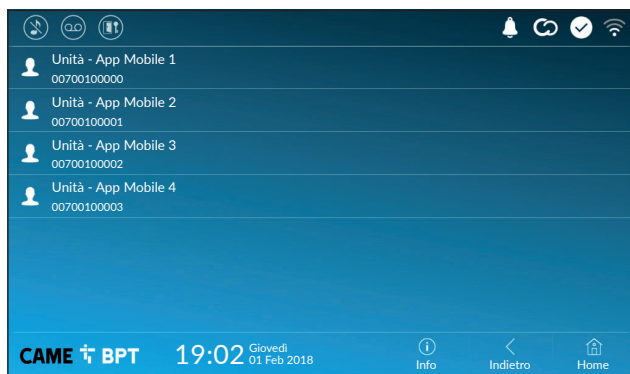 Unità - App Mobile 1
00700100000
Unità - App Mobile 2
00700100001
Unità - App Mobile 3
00700100002
Unità - App Mobile 4
00700100003
CAME BPT
19:02
Giovedì
01 Feb 2018
Info
Indietro
Home